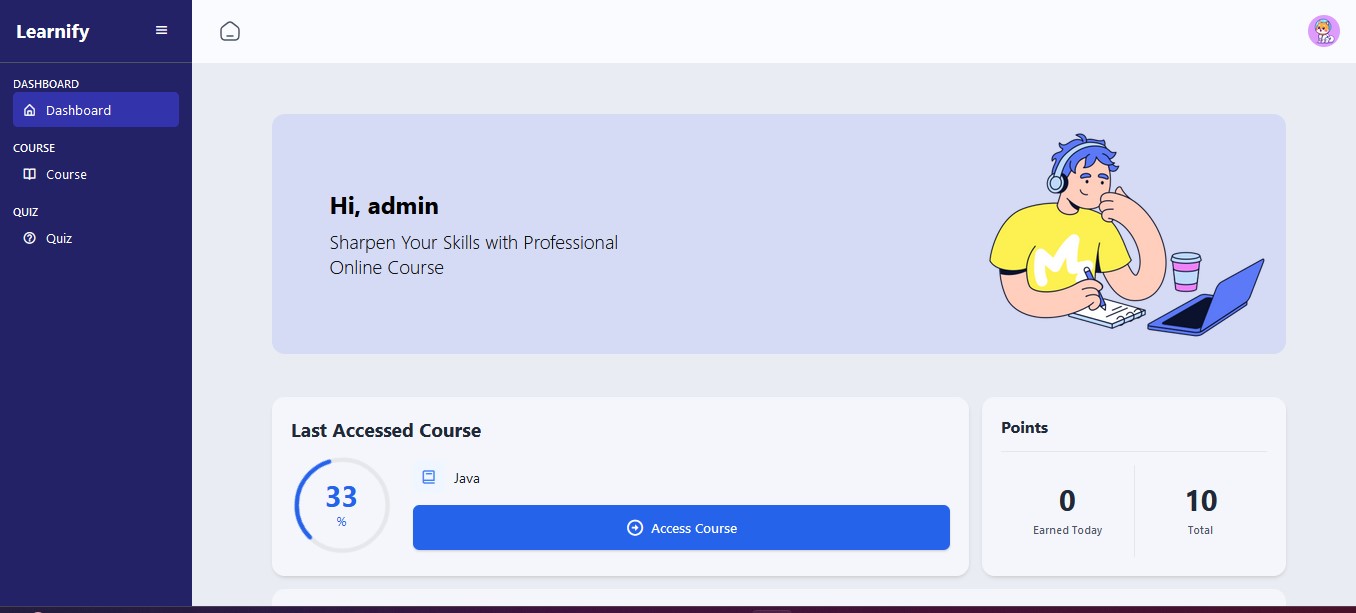 Learnify
DASHBOARD
Dashboard
COURSE
Course
QUIZ
Quiz
Hi, admin
Sharpen Your Skills with Professional
Online Course
Last Accessed Course
33
%
Java
Access Course
Points
0
Earned Today
10
Total